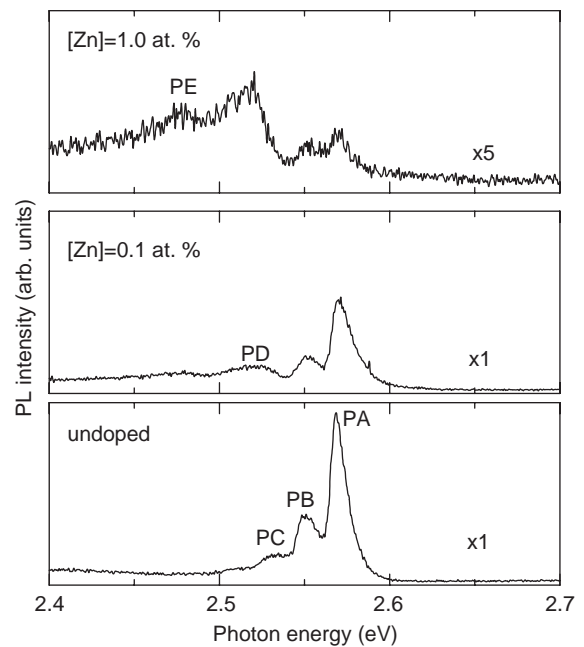 [Zn]=1.0 at. %
PE
x5
[Zn]=0.1 at. %
PD
x1
undoped
PA
PB
PC
x1
PL intensity (arb. units)
2.4 2.5 2.6 2.7
Photon energy (eV)